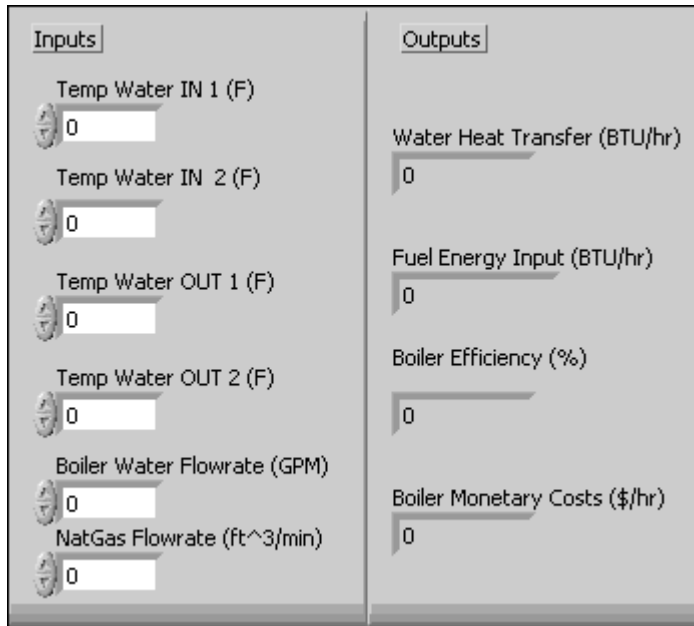 Inputs
Temp Water IN 1 (F)
0
Temp Water IN  2 (F)
0
Temp Water OUT 1 (F)
0
Temp Water OUT 2 (F)
0
Boiler Water Flowrate (GPM)
0
NatGas Flowrate (ft^3/min)
0
Outputs
Water Heat Transfer (BTU/hr)
0
Fuel Energy Input (BTU/hr)
0
Boiler Efficiency (%)
0
Boiler Monetary Costs ($/hr)
0